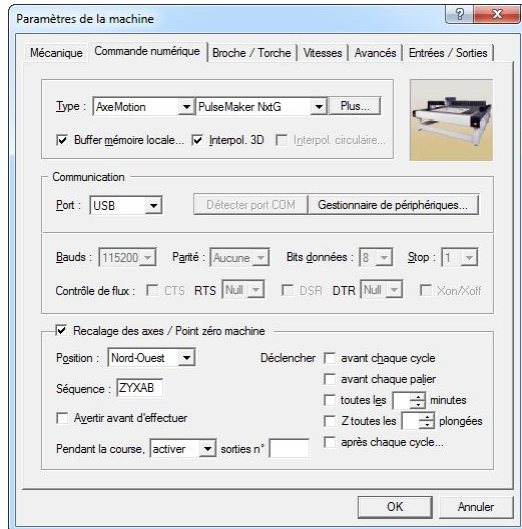 Paramètres de la machine
Mécanique Commande numérique Broche / Torche Vitesses Avancés Entrées / Sorties
Type : AxeMotion PulseMaker NxtG Plus...
Buffer mémoire locale... Interpol. 3D Interpol. circulaire...
Communication
Port : USB Détecter port COM Gestionnaire de périphériques...
Bauds : 115200 Parité : Aucune Bits données : 8 Stop : 1
Contrôle de flux : CTS RTS Null DSR DTR Null Xon/Xoff
Recalage des axes / Point zéro machine
Position : Nord-Ouest Déclencher avant chaque cycle
avant chaque palier
Séquence : ZYXAB
toutes les minutes
Avertir avant d'effectuer
Z toutes les plongées
Pendant la course, activer sorties n°
après chaque cycle...
OK Annuler